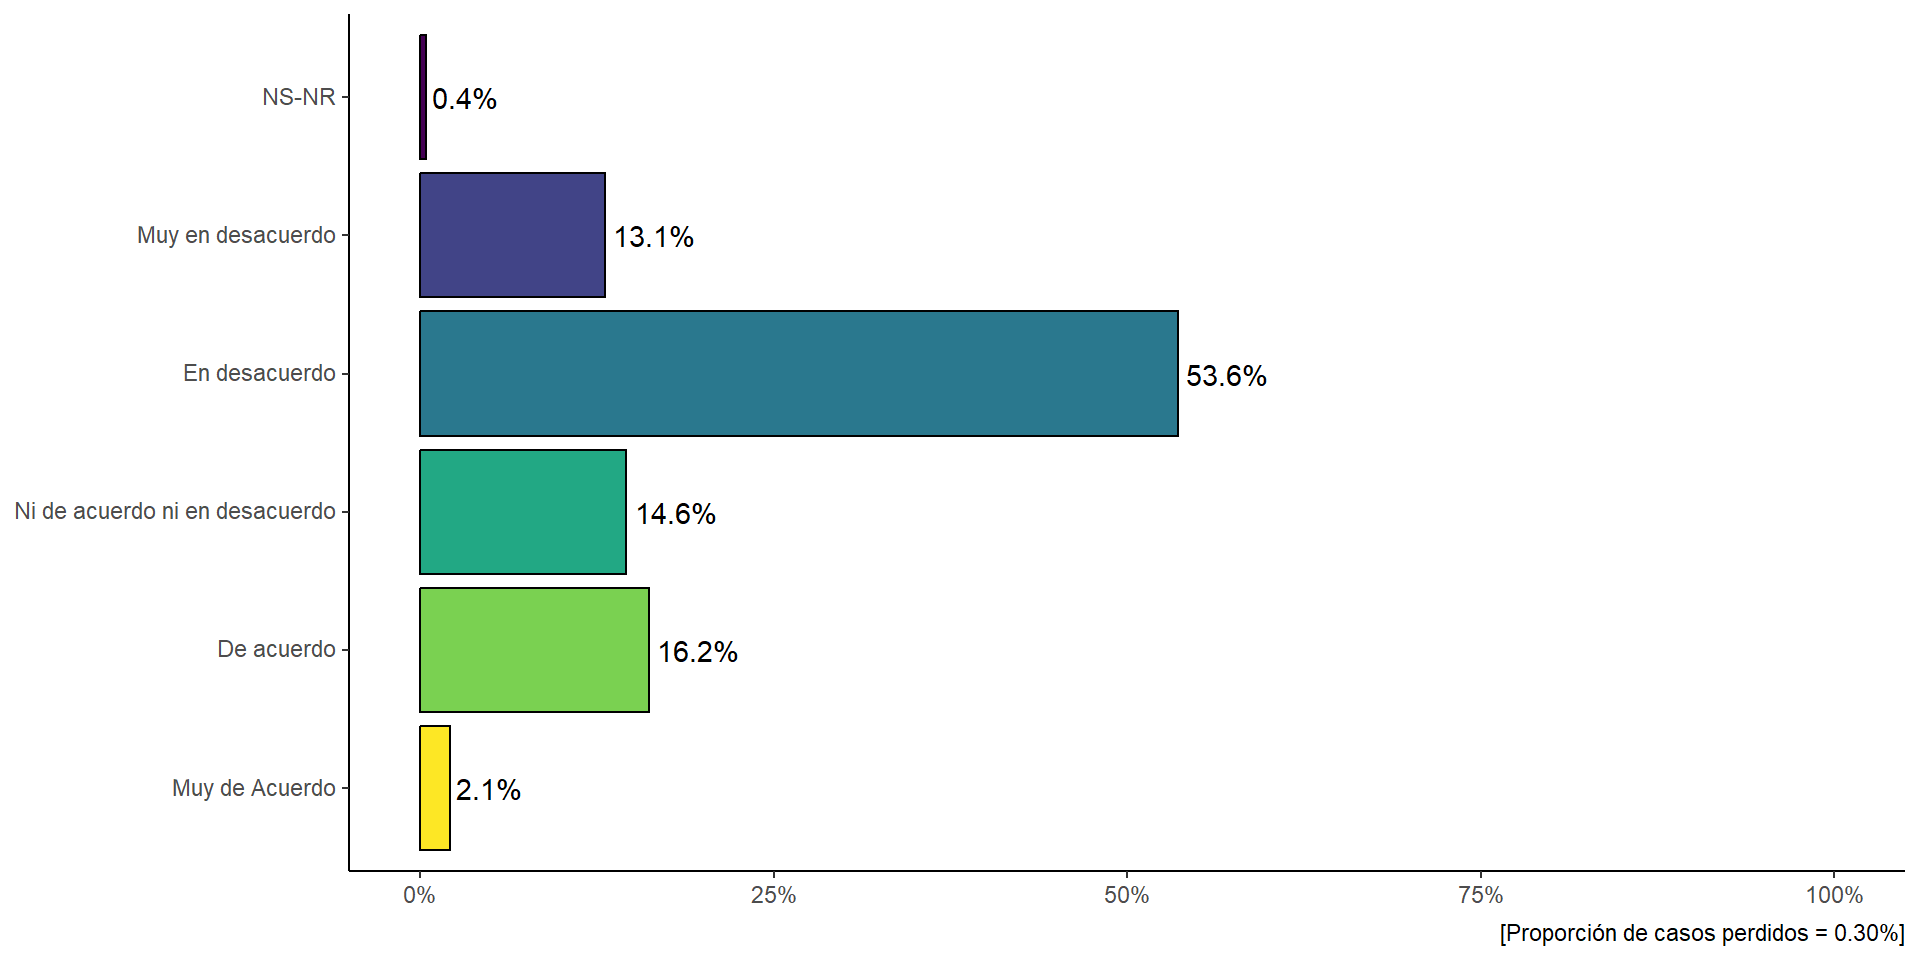 NS-NR
0.4%
Muy en desacuerdo
13.1%
En desacuerdo
53.6%
Ni de acuerdo ni en desacuerdo
14.6%
De acuerdo
16.2%
Muy de Acuerdo
2.1%
0%
25%
50%
75%
100%
[Proporción de casos perdidos = 0.30%]